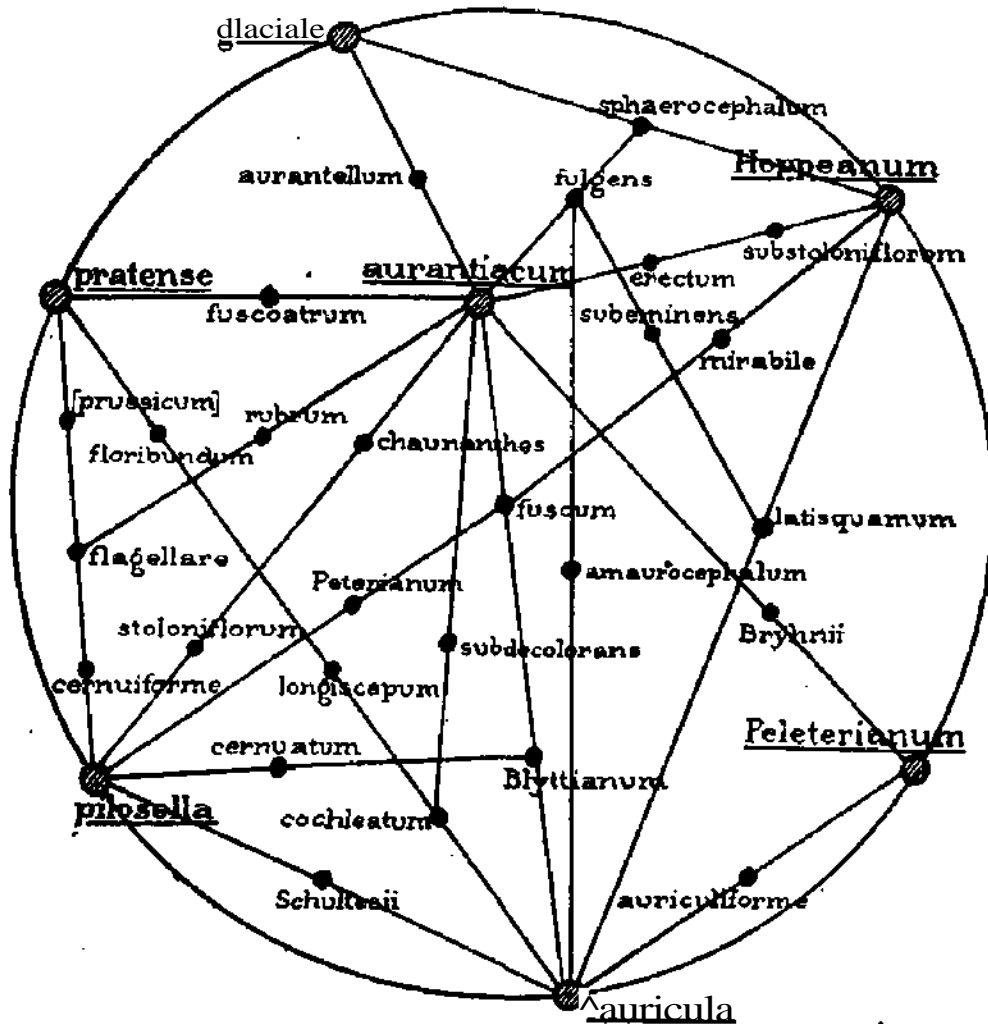 glaciale
sphaerocephalum
Hoppeanum
aurantellum
fulgens
substoloniflorum
pratense
aurantiacum
erectum
fuscoatrum
subeminens
mirabile
[prussicum]
rubrum
floribundum
chaunanthes
fuscum
latisquamum
flagellare
Peterianum
amaurocephalum
stoloniflorum
Bryhnii
subdecolorans
cernuiforme
longiscapum
Peleterianum
cernuatum
Blyttianum
pilosella
cochleatum
Schultesii
auriculiforme
^auricula